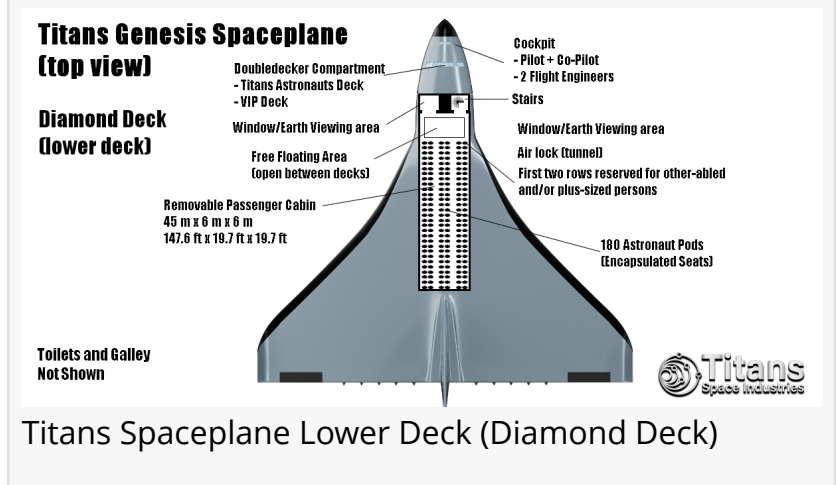 Titans Genesis Spaceplane
(top view)
Diamond Deck
(lower deck)
Doubledecker Compartment
- Titans Astronauts Deck
- VIP Deck
Window/Earth Viewing area
Free Floating Area
(open between decks)
Removable Passenger Cabin
45 m x 6 m x 6 m
147.6 ft x 19.7 ft x 19.7 ft
Cockpit
- Pilot + Co-Pilot
- 2 Flight Engineers
Stairs
Window/Earth Viewing area
Air lock (tunnel)
First two rows reserved for other-abled
and/or plus-sized persons
180 Astronaut Pods
(Encapsulated Seats)
Toilets and Galley
Not Shown
Titans
Space Industries
Titans Spaceplane Lower Deck (Diamond Deck)